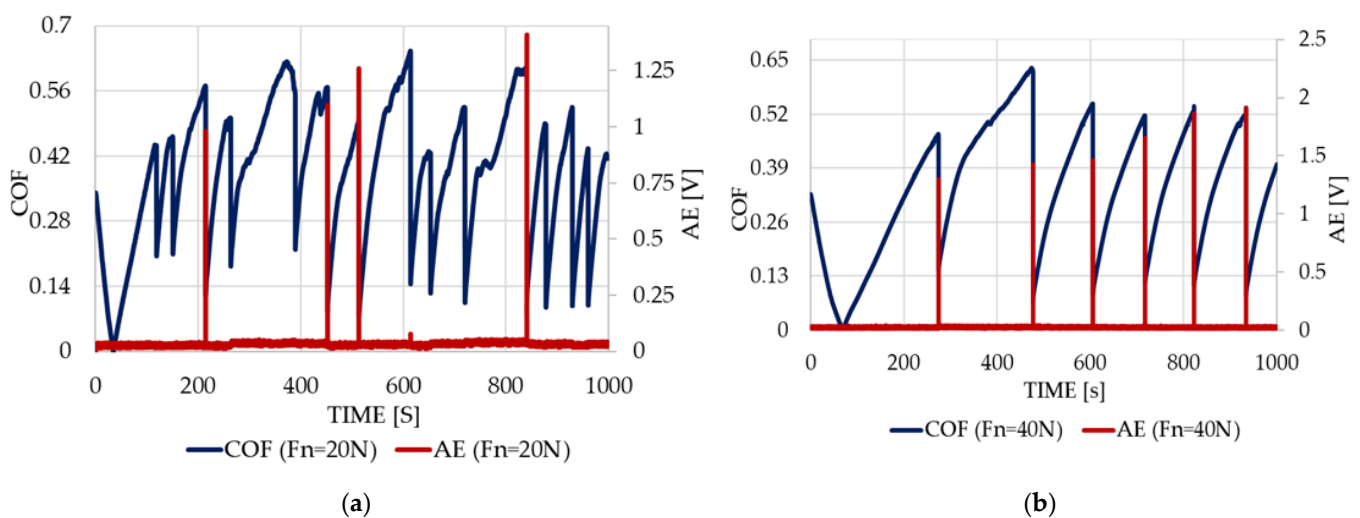 0.7
0.56
0.42
0.28
0.14
0
COF
1.25
1
0.75
0.5
0.25
0
AE [V]
0 200 400 600 800 1000
TIME [S]
COF (Fn=20N) AE (Fn=20N)
(a)
0.65
0.52
0.39
0.26
0.13
0
COF
2.5
2
1.5
1
0.5
0
AE [V]
0 200 400 600 800 1000
TIME [s]
COF (Fn=40N) AE (Fn=40N)
(b)